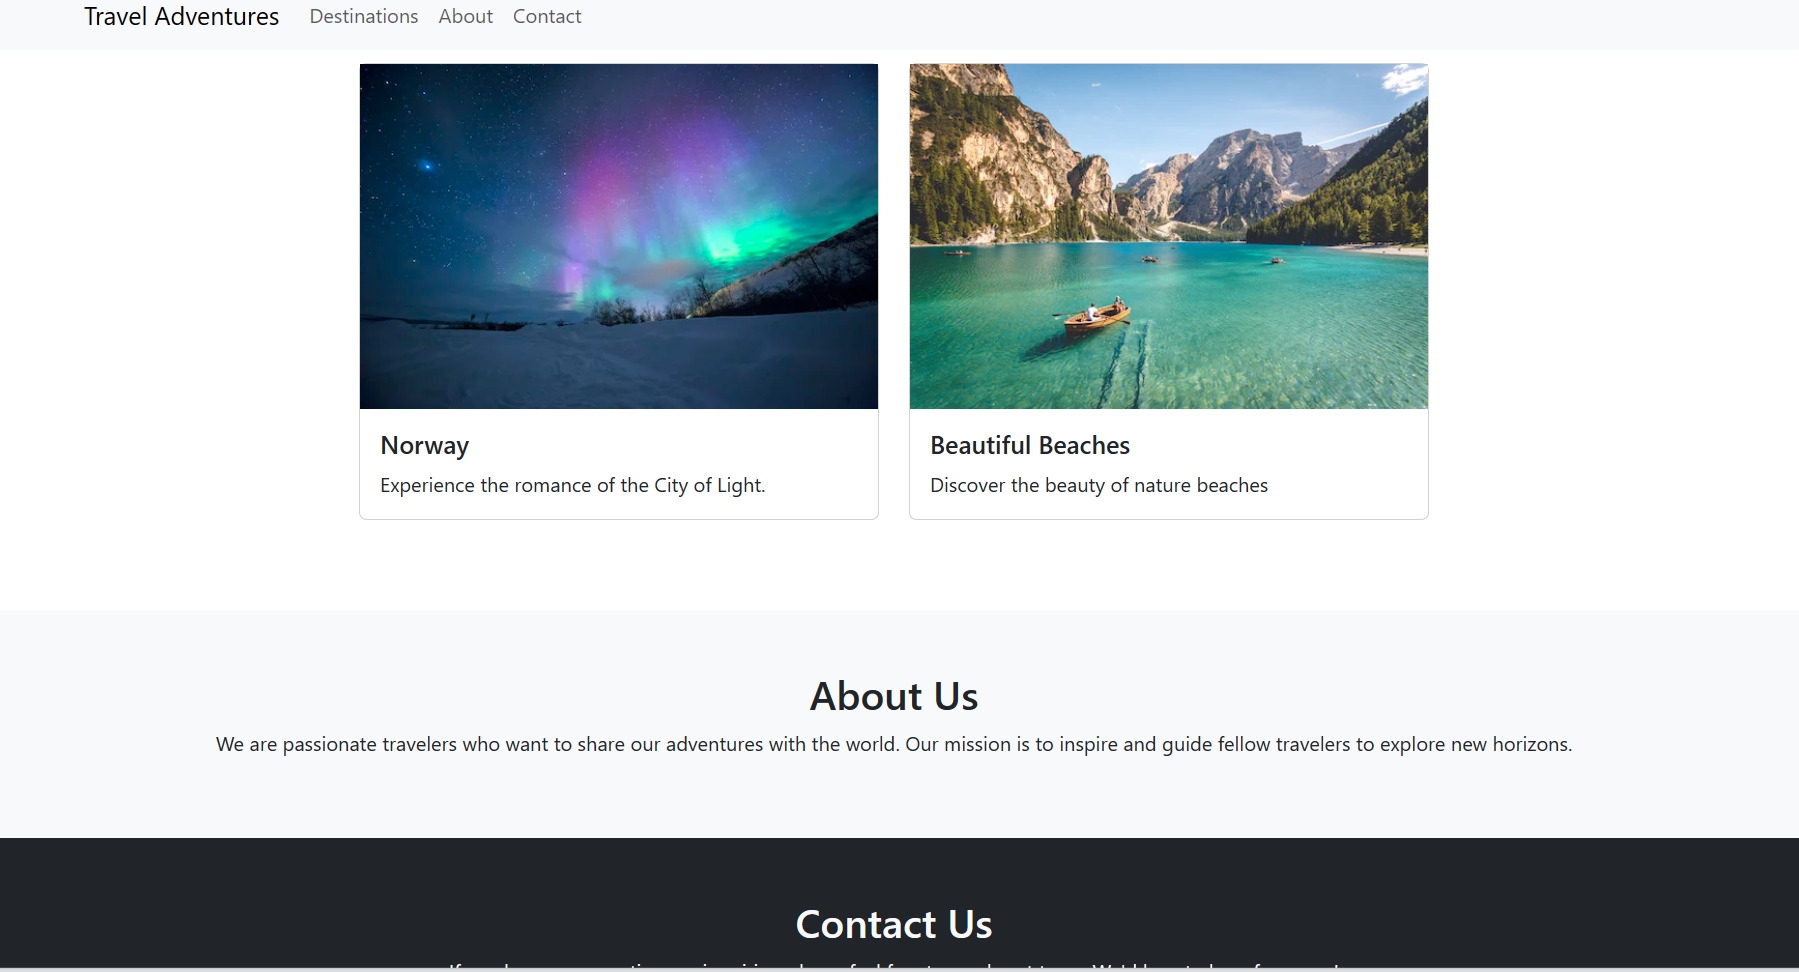 Travel Adventures Destinations About Contact
Norway
Experience the romance of the City of Light.
Beautiful Beaches
Discover the beauty of nature beaches
About Us
We are passionate travelers who want to share our adventures with the world. Our mission is to inspire and guide fellow travelers to explore new horizons.
Contact Us